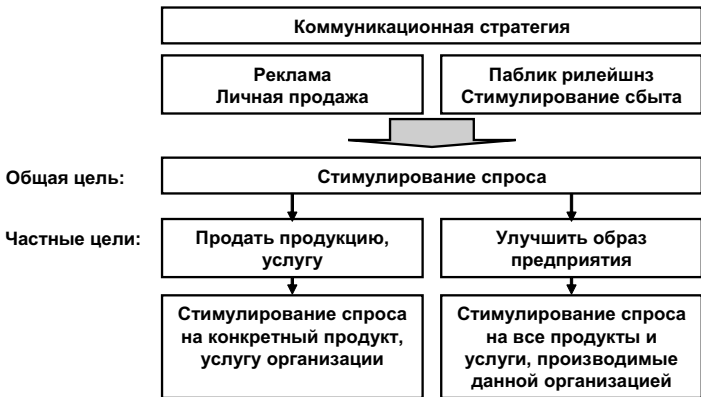 Коммуникационная стратегия
Реклама
Личная продажа
Паблик рилейшнз
Стимулирование сбыта
Общая цель:
Стимулирование спроса
Частные цели:
Продать продукцию,
услугу
Улучшить образ
предприятия
Стимулирование спроса
на конкретный продукт,
услугу организации
Стимулирование спроса
на все продукты и
услуги, производимые
данной организацией